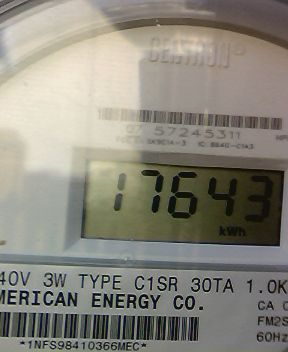 CENTRON®
07 57245311
17643
kWh
40V 3W TYPE C1SR 30TA 1.0K
MERICAN ENERGY CO.
CA
FM2S
60Hz
*1NFS98410366MEC*